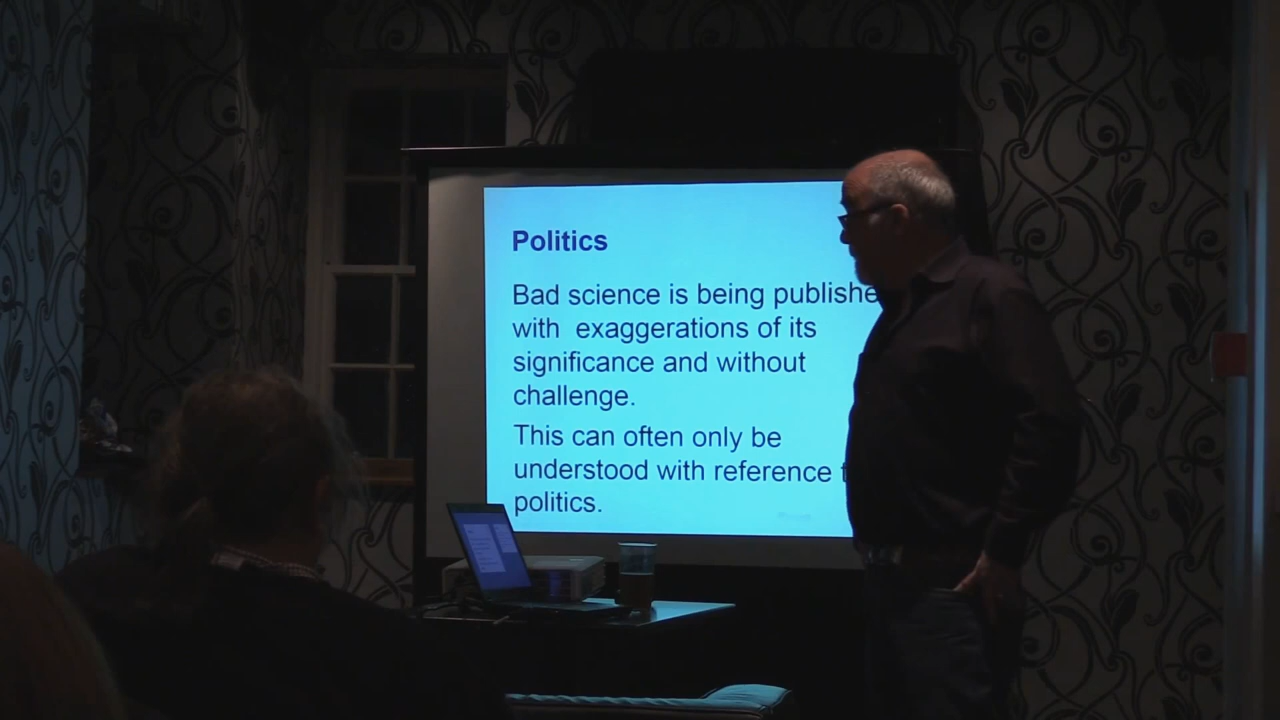 Politics
Bad science is being publishe
with exaggerations of its
significance and without
challenge.
This can often only be
understood with reference t
politics.